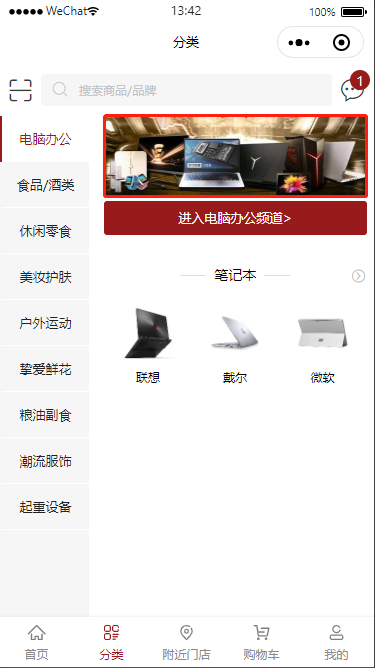 WeChat 13:42 100%
分类
搜索商品/品牌
1
电脑办公
食品/酒类
休闲零食
美妆护肤
户外运动
挚爱鲜花
粮油副食
潮流服饰
起重设备
进入电脑办公频道>
笔记本
联想 戴尔 微软
首页 分类 附近门店 购物车 我的